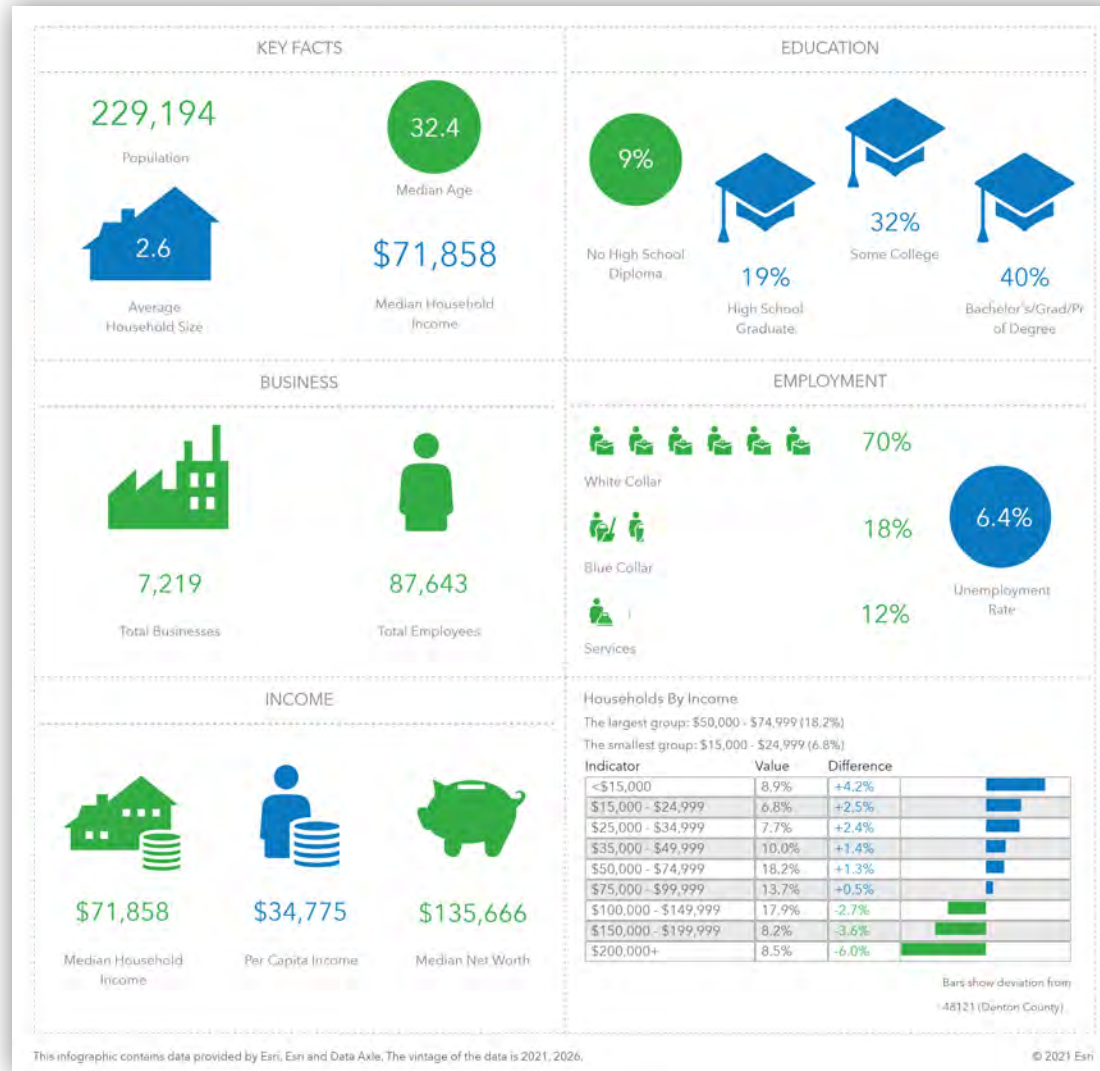 KEY FACTS
229,194
Population
32.4
Median Age
2.6
Average
Household Size
$71,858
Median Household
Income
EDUCATION
9%
No High School
Diploma
19%
High School
Graduate
32%
Some College
40%
Bachelor's/Grad/Pr
of Degree
BUSINESS
7,219
Total Businesses
87,643
Total Employees
EMPLOYMENT
70%
White Collar
18%
Blue Collar
12%
Services
6.4%
Unemployment
Rate
INCOME
$71,858
Median Household
Income
$34,775
Per Capita Income
$135,666
Median Net Worth
Households By Income
The largest group: $50,000 - $74,999 (18.2%)
The smallest group: $15,000 - $24,999 (6.8%)
Indicator Value Difference
<$15,000 8.9% +4.2%
$15,000 - $24,999 6.8% +2.5%
$25,000 - $34,999 7.7% +2.4%
$35,000 - $49,999 10.0% +1.4%
$50,000 - $74,999 18.2% +1.3%
$75,000 - $99,999 13.7% +0.5%
$100,000 - $149,999 17.9% -2.7%
$150,000 - $199,999 8.2% -3.6%
$200,000+ 8.5% -6.0%
Bars show deviation from
48121 (Denton County)
This infographic contains data provided by Esri, Esri and Data Axle. The vintage of the data is 2021, 2026.
© 2021 Esri